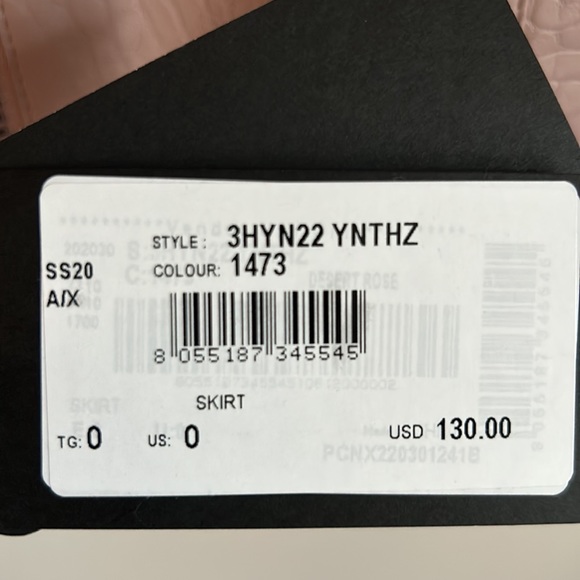 STYLE: 3HYN22 YNTHZ
SS20 COLOUR: 1473
DESERT ROSE
A/X
8 055187 345545
SKIRT
TG: 0 US: 0 USD 130.00
SKIRT
PCNX220301241B